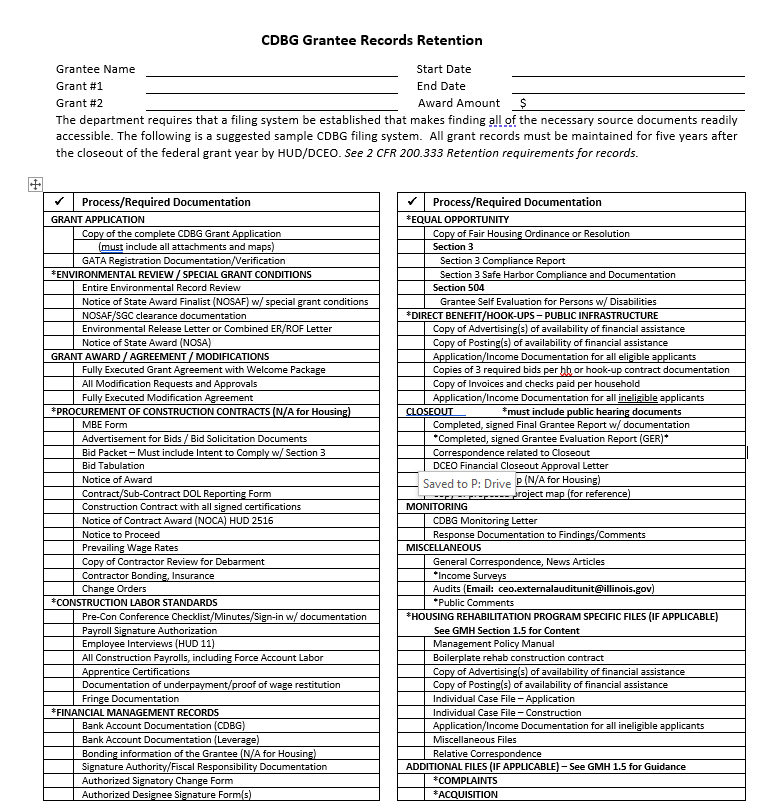 CDBG Grantee Records Retention
Grantee Name Start Date
Grant #1 End Date
Grant #2 Award Amount $
The department requires that a filing system be established that makes finding all of the necessary source documents readily
accessible. The following is a suggested sample CDBG filing system. All grant records must be maintained for five years after
the closeout of the federal grant year by HUD/DCEO. See 2 CFR 200.333 Retention requirements for records.
✓ Process/Required Documentation
GRANT APPLICATION
Copy of the complete CDBG Grant Application
(must include all attachments and maps)
GATA Registration Documentation/Verification
*ENVIRONMENTAL REVIEW / SPECIAL GRANT CONDITIONS
Entire Environmental Record Review
Notice of State Award Finalist (NOSAF) w/ special grant conditions
NOSAF/SGC clearance documentation
Environmental Release Letter or Combined ER/ROF Letter
Notice of State Award (NOSA)
GRANT AWARD / AGREEMENT / MODIFICATIONS
Fully Executed Grant Agreement with Welcome Package
All Modification Requests and Approvals
Fully Executed Modification Agreement
*PROCUREMENT OF CONSTRUCTION CONTRACTS (N/A for Housing)
MBE Form
Advertisement for Bids / Bid Solicitation Documents
Bid Packet – Must include Intent to Comply w/ Section 3
Bid Tabulation
Notice of Award
Contract/Sub-Contract DOL Reporting Form
Construction Contract with all signed certifications
Notice of Contract Award (NOCA) HUD 2516
Notice to Proceed
Prevailing Wage Rates
Copy of Contractor Review for Debarment
Contractor Bonding, Insurance
Change Orders
*CONSTRUCTION LABOR STANDARDS
Pre-Con Conference Checklist/Minutes/Sign-in w/ documentation
Payroll Signature Authorization
Employee Interviews (HUD 11)
All Construction Payrolls, including Force Account Labor
Apprentice Certifications
Documentation of underpayment/proof of wage restitution
Fringe Documentation
*FINANCIAL MANAGEMENT RECORDS
Bank Account Documentation (CDBG)
Bank Account Documentation (Leverage)
Bonding information of the Grantee (N/A for Housing)
Signature Authority/Fiscal Responsibility Documentation
Authorized Signatory Change Form
Authorized Designee Signature Form(s)
✓ Process/Required Documentation
*EQUAL OPPORTUNITY
Copy of Fair Housing Ordinance or Resolution
Section 3
Section 3 Compliance Report
Section 3 Safe Harbor Compliance and Documentation
Section 504
Grantee Self Evaluation for Persons w/ Disabilities
*DIRECT BENEFIT/HOOK-UPS – PUBLIC INFRASTRUCTURE
Copy of Advertising(s) of availability of financial assistance
Copy of Posting(s) of availability of financial assistance
Application/Income Documentation for all eligible applicants
Copies of 3 required bids per hh or hook-up contract documentation
Copy of Invoices and checks paid per household
Application/Income Documentation for all ineligible applicants
CLOSEOUT *must include public hearing documents
Completed, signed Final Grantee Report w/ documentation
*Completed, signed Grantee Evaluation Report (GER)*
Correspondence related to Closeout
DCEO Financial Closeout Approval Letter
Saved to P: Drive
(N/A for Housing)
project map (for reference)
MONITORING
CDBG Monitoring Letter
Response Documentation to Findings/Comments
MISCELLANEOUS
General Correspondence, News Articles
*Income Surveys
Audits (Email: ceo.externalauditunit@illinois.gov)
*Public Comments
*HOUSING REHABILITATION PROGRAM SPECIFIC FILES (IF APPLICABLE)
See GMH Section 1.5 for Content
Management Policy Manual
Boilerplate rehab construction contract
Copy of Advertising(s) of availability of financial assistance
Copy of Posting(s) of availability of financial assistance
Individual Case File – Application
Individual Case File – Construction
Application/Income Documentation for all ineligible applicants
Miscellaneous Files
Relative Correspondence
ADDITIONAL FILES (IF APPLICABLE) – See GMH 1.5 for Guidance
*COMPLAINTS
*ACQUISITION